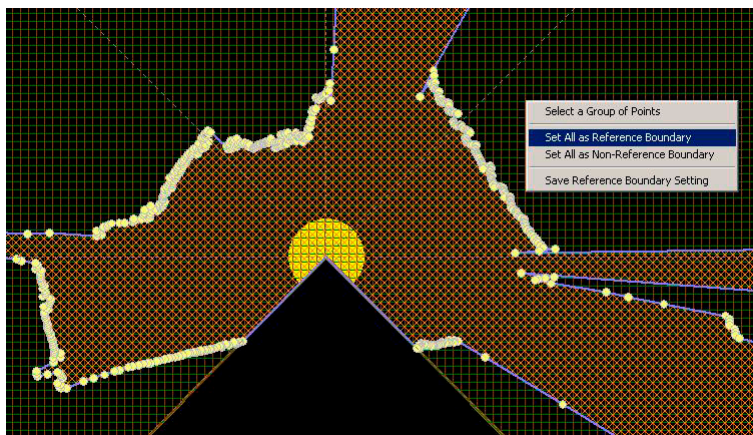 Select a Group of Points
Set All as Reference Boundary
Set All as Non-Reference Boundary
Save Reference Boundary Setting